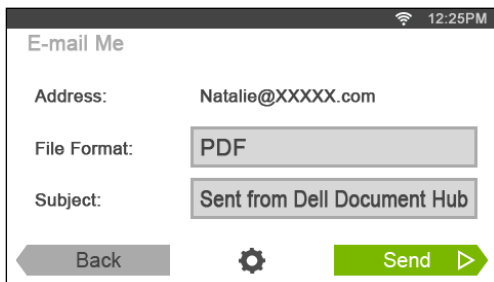 12:25PM
E-mail Me
Address: Natalie@XXXXX.com
File Format: PDF
Subject: Sent from Dell Document Hub
Back Send